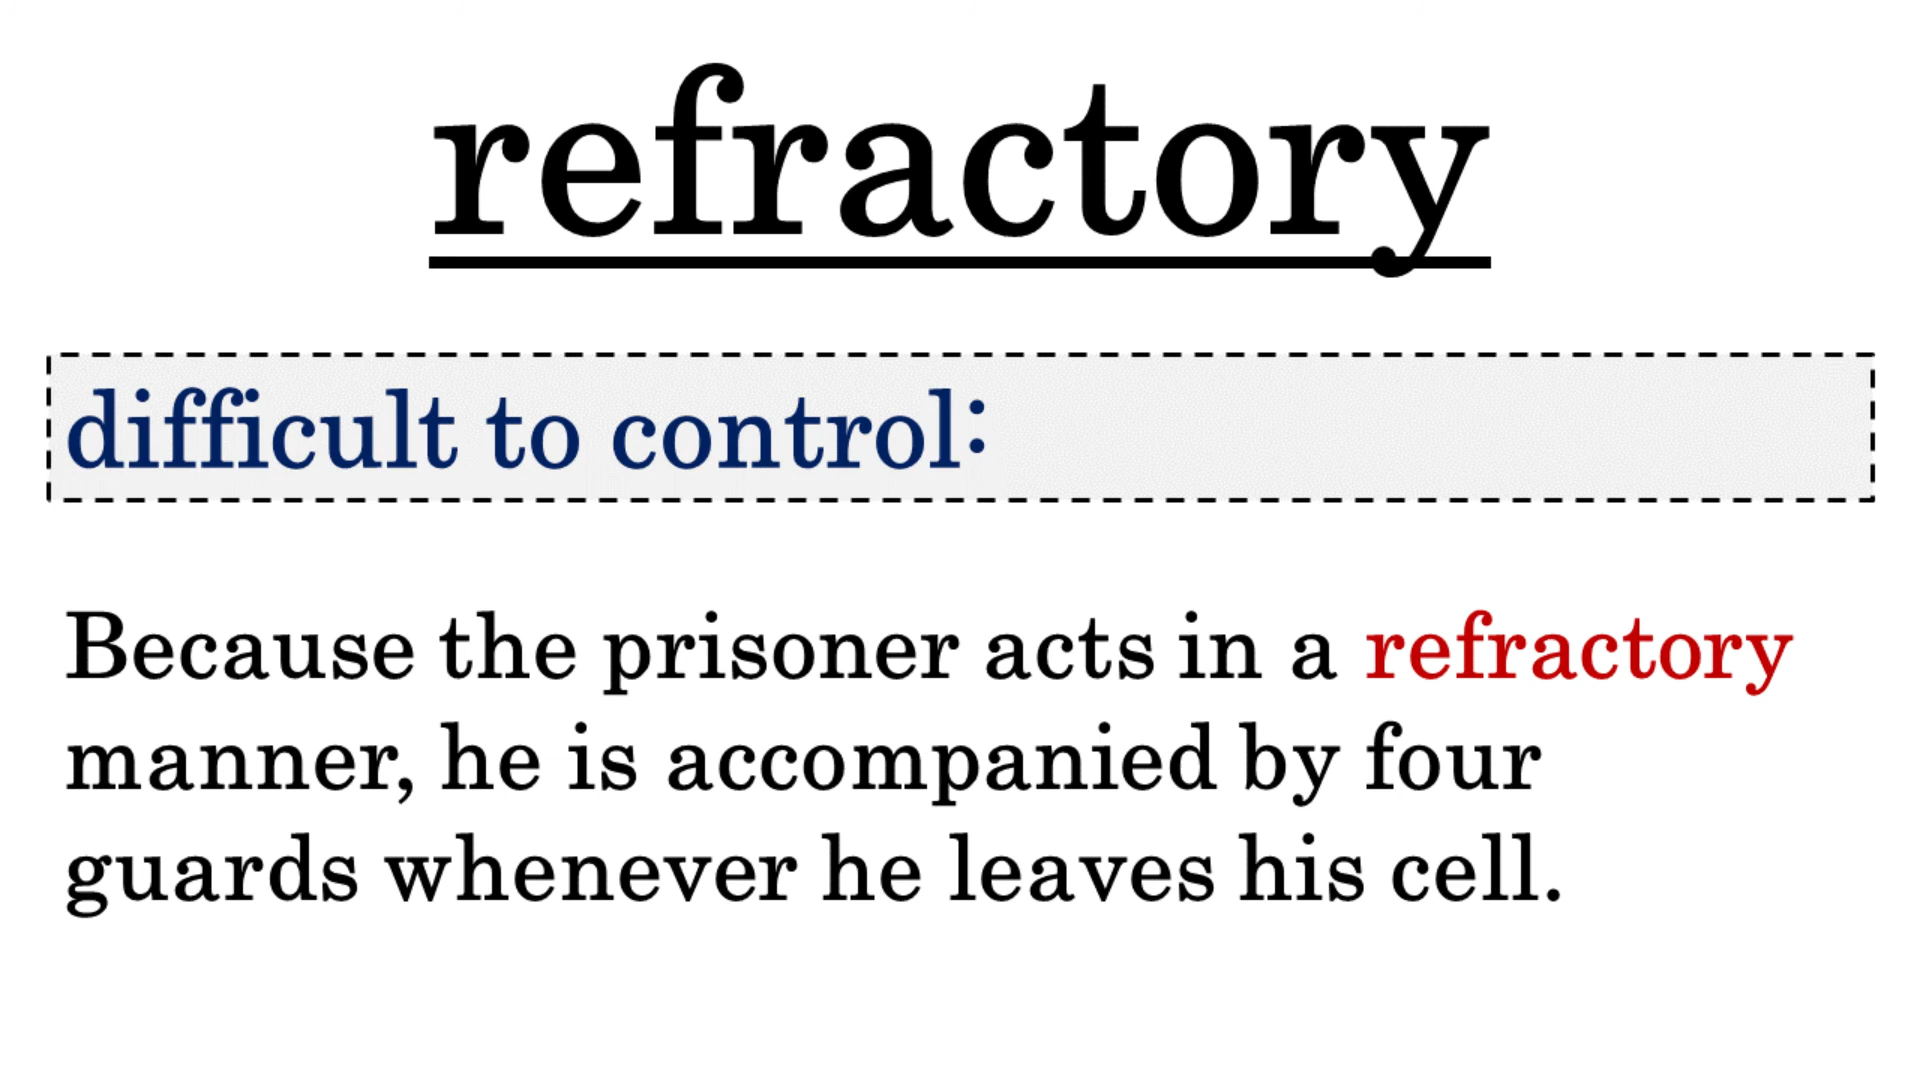 refractory
difficult to control:
Because the prisoner acts in a refractory
manner, he is accompanied by four
guards whenever he leaves his cell.